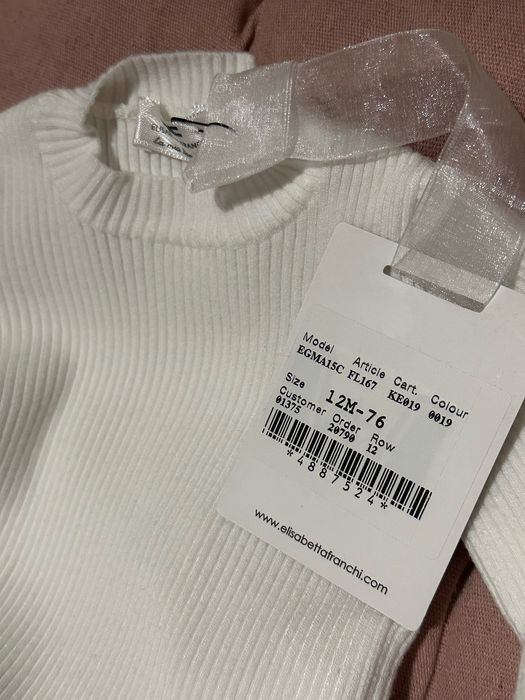 Model Article Cart. Colour
EGMA15C FL167 KE019 0019
Size 12M-76
Customer Order Row
01375 20790 12
*4887524*
www.elisabettafranchi.com